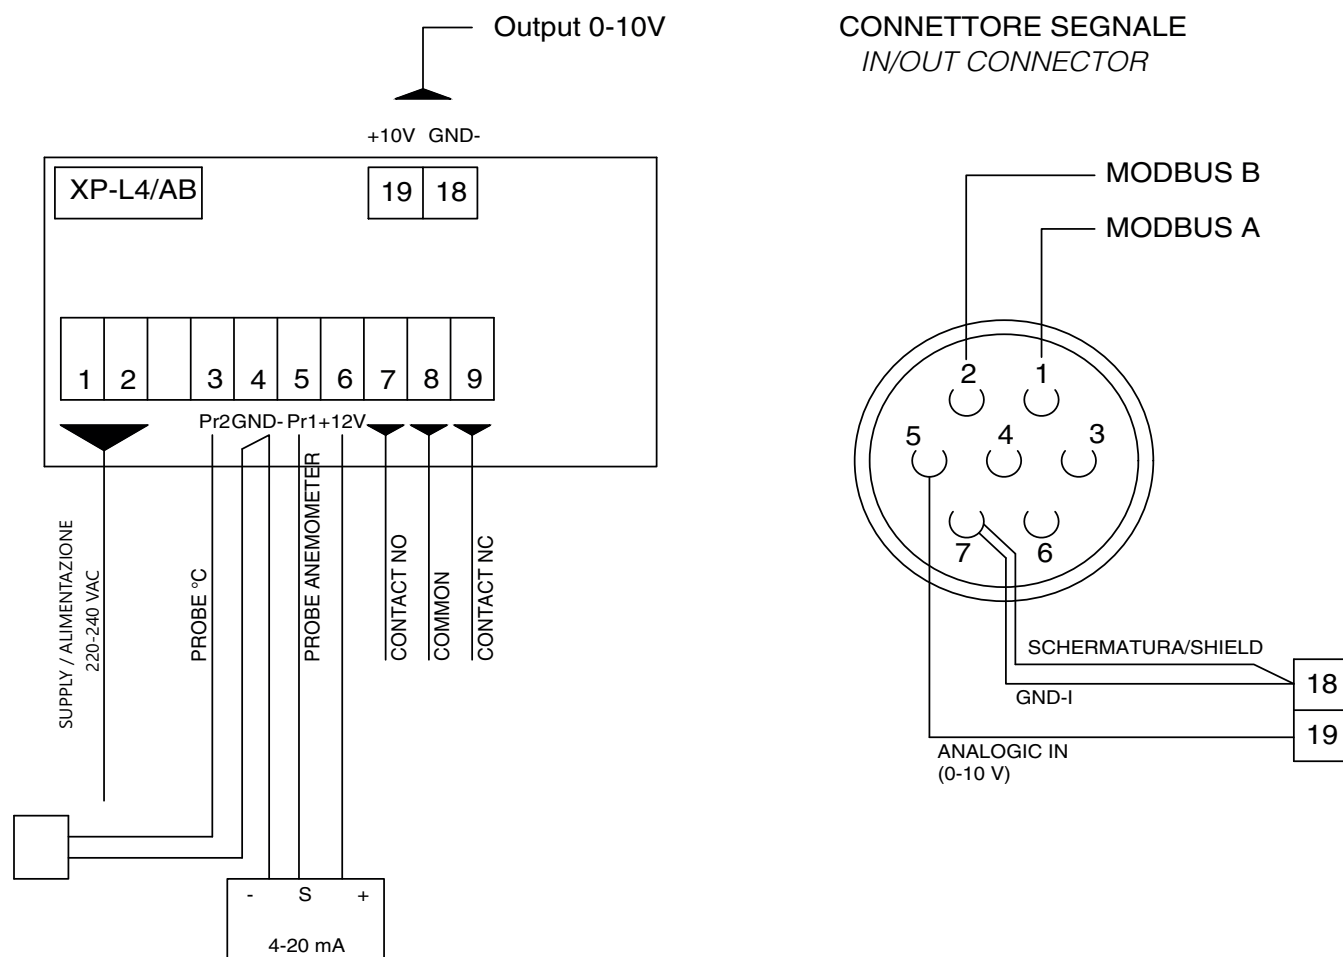 Output 0-10V
+10V GND-
XP-L4/AB
19 18
1 2 3 4 5 6 7 8 9
Pr2 GND- Pr1 +12V
SUPPLY / ALIMENTAZIONE
220-240 VAC
PROBE °C
PROBE ANEMOMETER
CONTACT NO
COMMON
CONTACT NC
- S +
4-20 mA
CONNETTORE SEGNALE
IN/OUT CONNECTOR
MODBUS B
MODBUS A
2 1
5 4 3
7 6
SCHERMATURA/SHIELD
18
GND-I
19
ANALOGIC IN
(0-10 V)